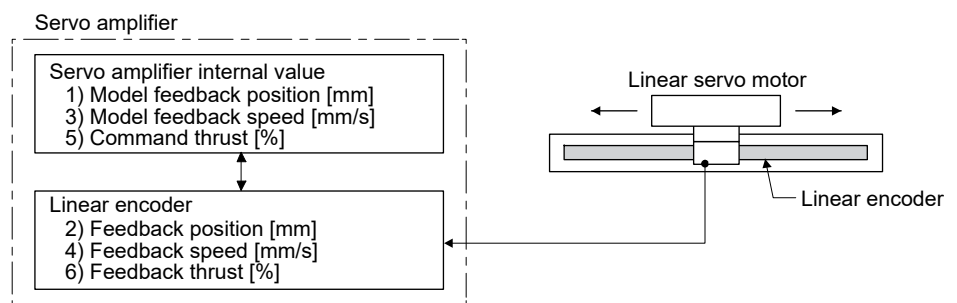 Servo amplifier
Servo amplifier internal value
1) Model feedback position [mm]
3) Model feedback speed [mm/s]
5) Command thrust [%]
Linear encoder
2) Feedback position [mm]
4) Feedback speed [mm/s]
6) Feedback thrust [%]
Linear servo motor
Linear encoder